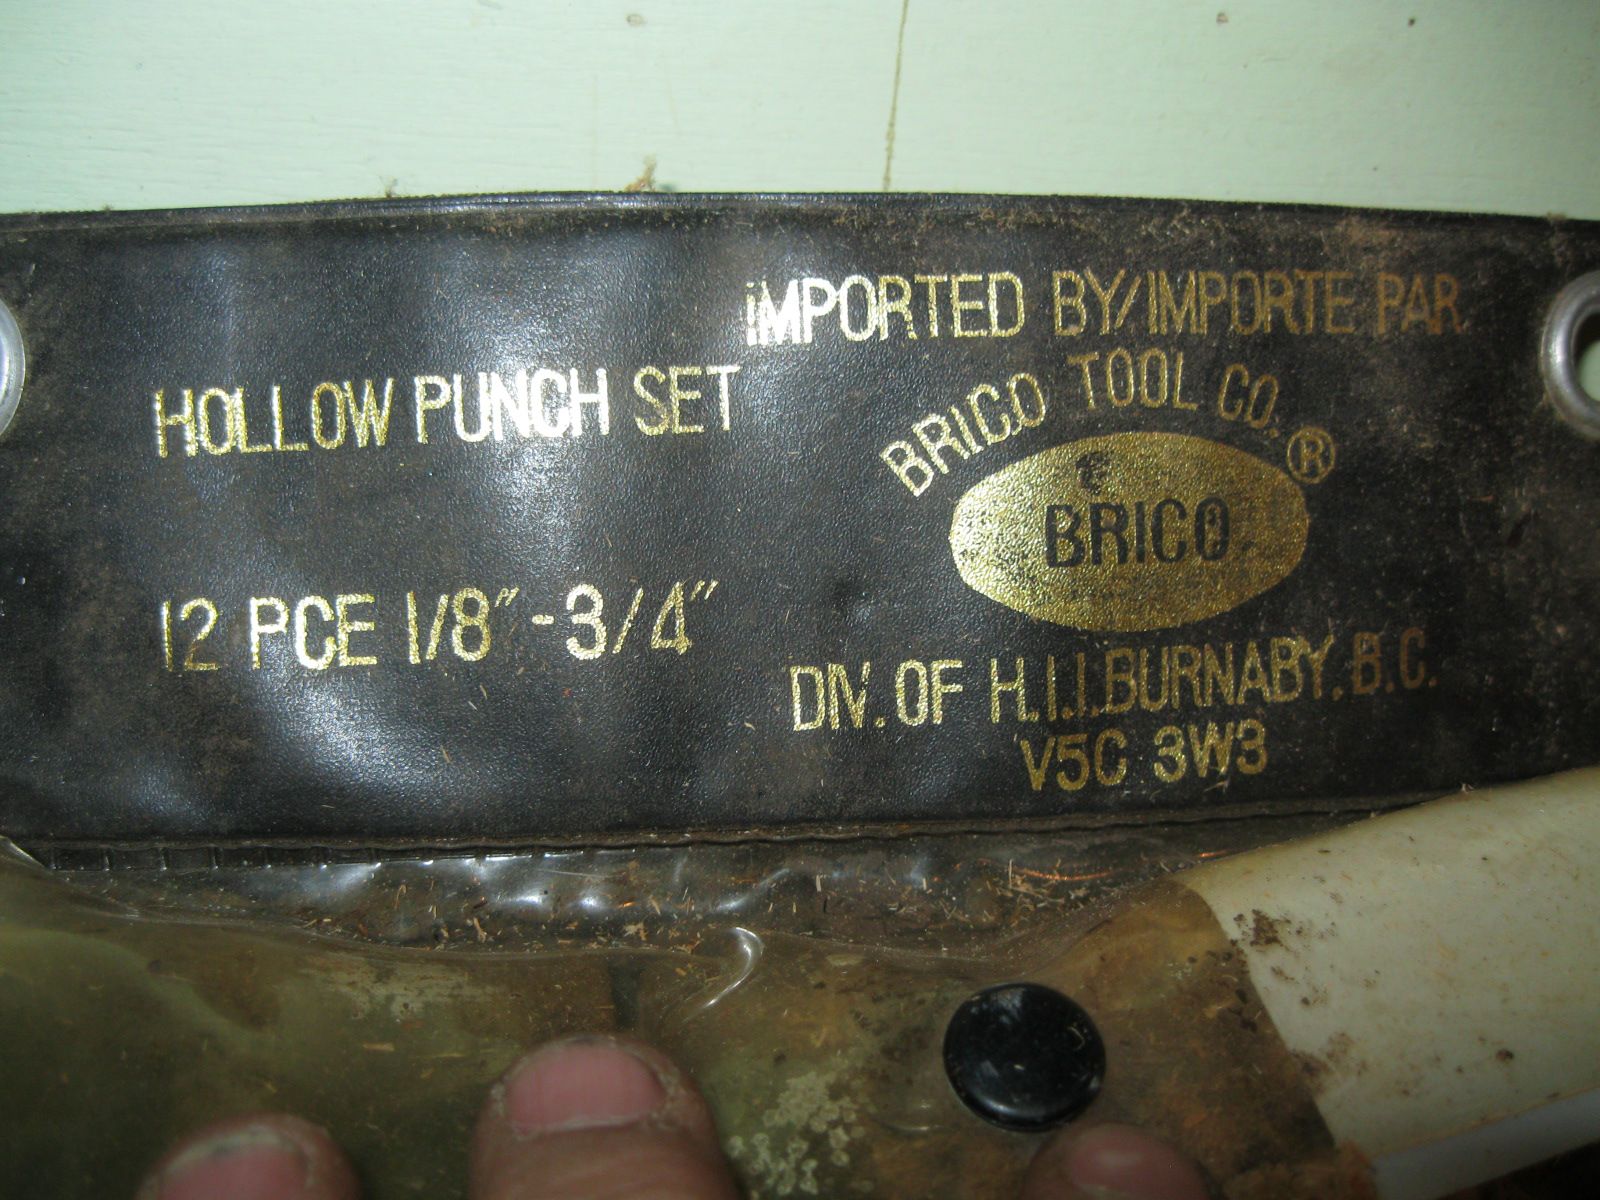 HOLLOW PUNCH SET
12 PCE 1/8" - 3/4"
iMPORTED BY/IMPORTE PAR
BRICO TOOL CO. ®
BRICO
DIV. OF H.I.I. BURNABY. B.C.
V5C 3W3